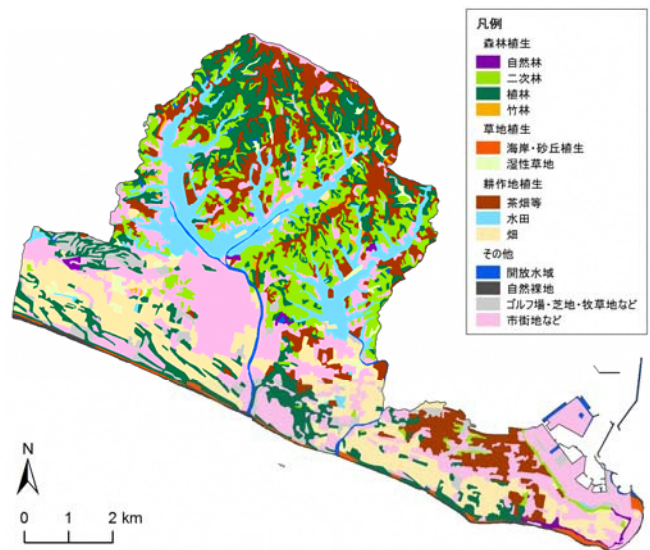 凡例
森林植生
自然林
二次林
植林
竹林
草地植生
海岸・砂丘植生
湿性草地
耕作地植生
茶畑等
水田
畑
その他
開放水域
自然裸地
ゴルフ場・芝地・牧草地など
市街地など
N
0 1 2 km